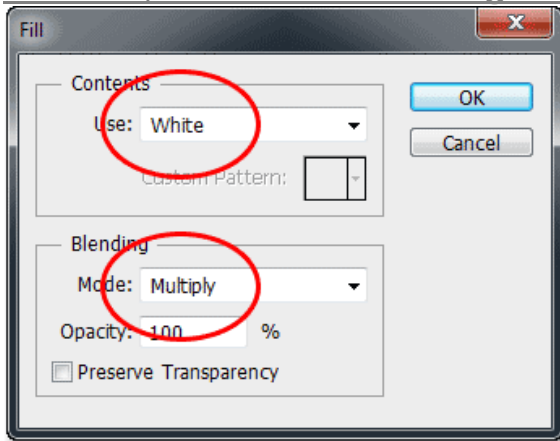 Fill
Contents
Use: White
Custom Pattern:
OK
Cancel
Blending
Mode: Multiply
Opacity: 100 %
Preserve Transparency